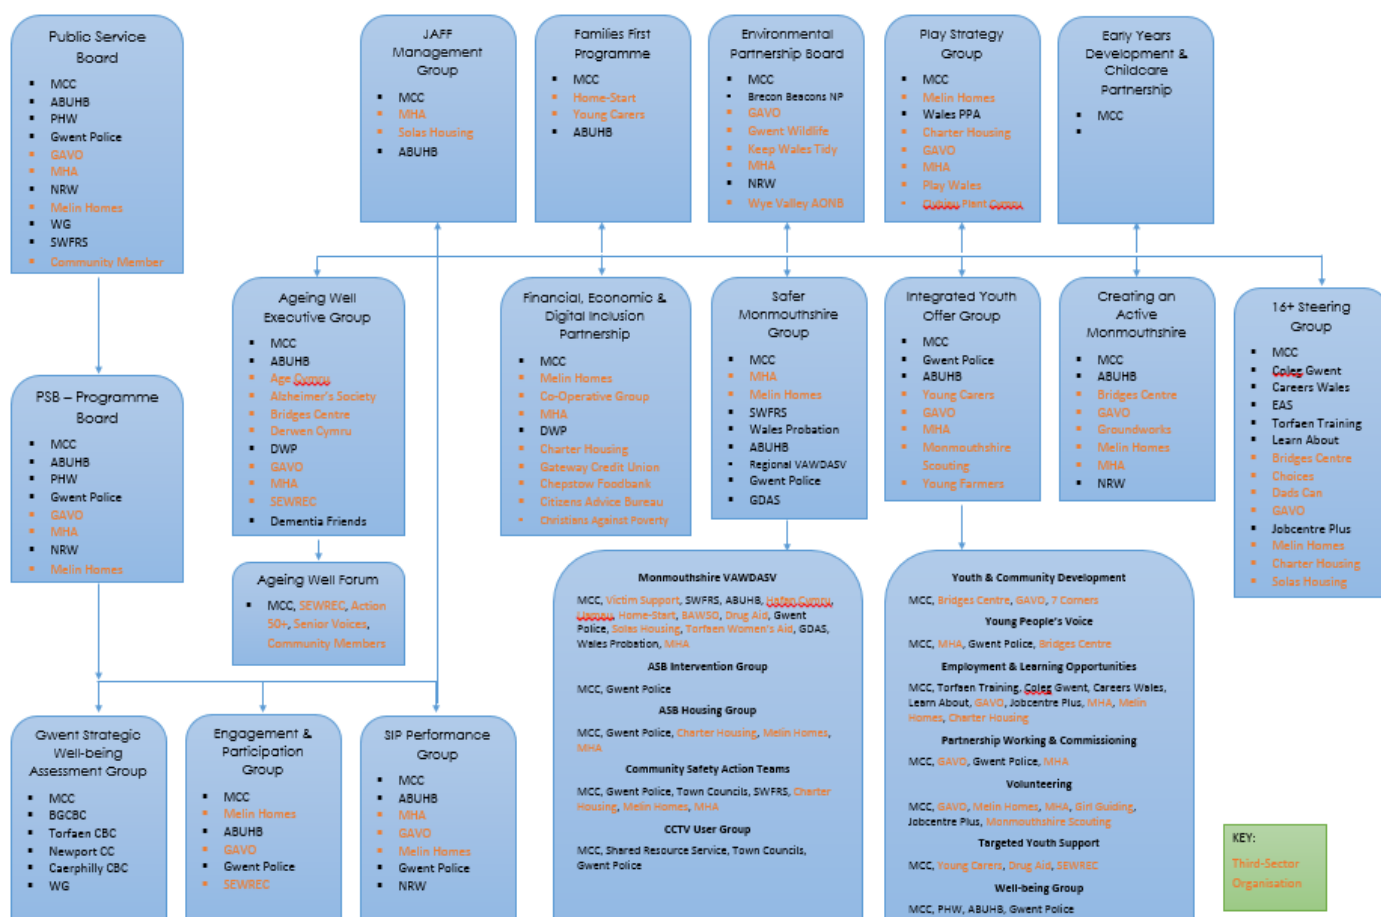 Public Service
Board
MCC
ABUHB
PHW
Gwent Police
GAVO
MHA
NRW
Melin Homes
WG
SWFRS
Community Member
JAFF
Management
Group
MCC
MHA
Solas Housing
ABUHB
Families First
Programme
MCC
Home-Start
Young Carers
ABUHB
Environmental
Partnership Board
MCC
Brecon Beacons NP
GAVO
Gwent Wildlife
Keep Wales Tidy
MHA
NRW
Wye Valley AONB
Play Strategy
Group
MCC
Melin Homes
Wales PPA
Charter Housing
GAVO
MHA
Play Wales
Clybiau Plant Cymru
Early Years
Development &
Childcare
Partnership
MCC
Ageing Well
Executive Group
MCC
ABUHB
Age Cymru
Alzheimer's Society
Bridges Centre
Derwen Cymru
DWP
GAVO
MHA
SEWREC
Dementia Friends
Financial, Economic &
Digital Inclusion
Partnership
MCC
Melin Homes
Co-Operative Group
MHA
DWP
Charter Housing
Gateway Credit Union
Chepstow Foodbank
Citizens Advice Bureau
Christians Against Poverty
Safer
Monmouthshire
Group
MCC
MHA
Melin Homes
SWFRS
Wales Probation
ABUHB
Regional VAWDASV
Gwent Police
GDAS
Integrated Youth
Offer Group
MCC
Gwent Police
ABUHB
Young Carers
GAVO
MHA
Monmouthshire
Scouting
Young Farmers
Creating an
Active
Monmouthshire
MCC
ABUHB
Bridges Centre
GAVO
Groundworks
Melin Homes
MHA
NRW
16+ Steering
Group
MCC
Coleg Gwent
Careers Wales
EAS
Torfaen Training
Learn About
Bridges Centre
Choices
Dads Can
GAVO
Jobcentre Plus
Melin Homes
Charter Housing
Solas Housing
PSB – Programme
Board
MCC
ABUHB
PHW
Gwent Police
GAVO
MHA
NRW
Melin Homes
Ageing Well Forum
MCC, SEWREC, Action
50+, Senior Voices,
Community Members
Monmouthshire VAWDASV
MCC, Victim Support, SWFRS, ABUHB, Hafan Cymru,
Llamau, Home-Start, BAWSO, Drug Aid, Gwent
Police, Solas Housing, Torfaen Women's Aid, GDAS,
Wales Probation, MHA
ASB Intervention Group
MCC, Gwent Police
ASB Housing Group
MCC, Gwent Police, Charter Housing, Melin Homes,
MHA
Community Safety Action Teams
MCC, Gwent Police, Town Councils, SWFRS, Charter
Housing, Melin Homes, MHA
CCTV User Group
MCC, Shared Resource Service, Town Councils,
Gwent Police
Youth & Community Development
MCC, Bridges Centre, GAVO, 7 Corners
Young People's Voice
MCC, MHA, Gwent Police, Bridges Centre
Employment & Learning Opportunities
MCC, Torfaen Training, Coleg Gwent, Careers Wales,
Learn About, GAVO, Jobcentre Plus, MHA, Melin
Homes, Charter Housing
Partnership Working & Commissioning
MCC, GAVO, Gwent Police, MHA
Volunteering
MCC, GAVO, Melin Homes, MHA, Girl Guiding,
Jobcentre Plus, Monmouthshire Scouting
Targeted Youth Support
MCC, Young Carers, Drug Aid, SEWREC
Well-being Group
MCC, PHW, ABUHB, Gwent Police
Gwent Strategic
Well-being
Assessment Group
MCC
BGCBC
Torfaen CBC
Newport CC
Caerphilly CBC
WG
Engagement &
Participation
Group
MCC
Melin Homes
ABUHB
GAVO
Gwent Police
SEWREC
SIP Performance
Group
MCC
ABUHB
MHA
GAVO
Melin Homes
Gwent Police
NRW
KEY:
Third-Sector
Organisation